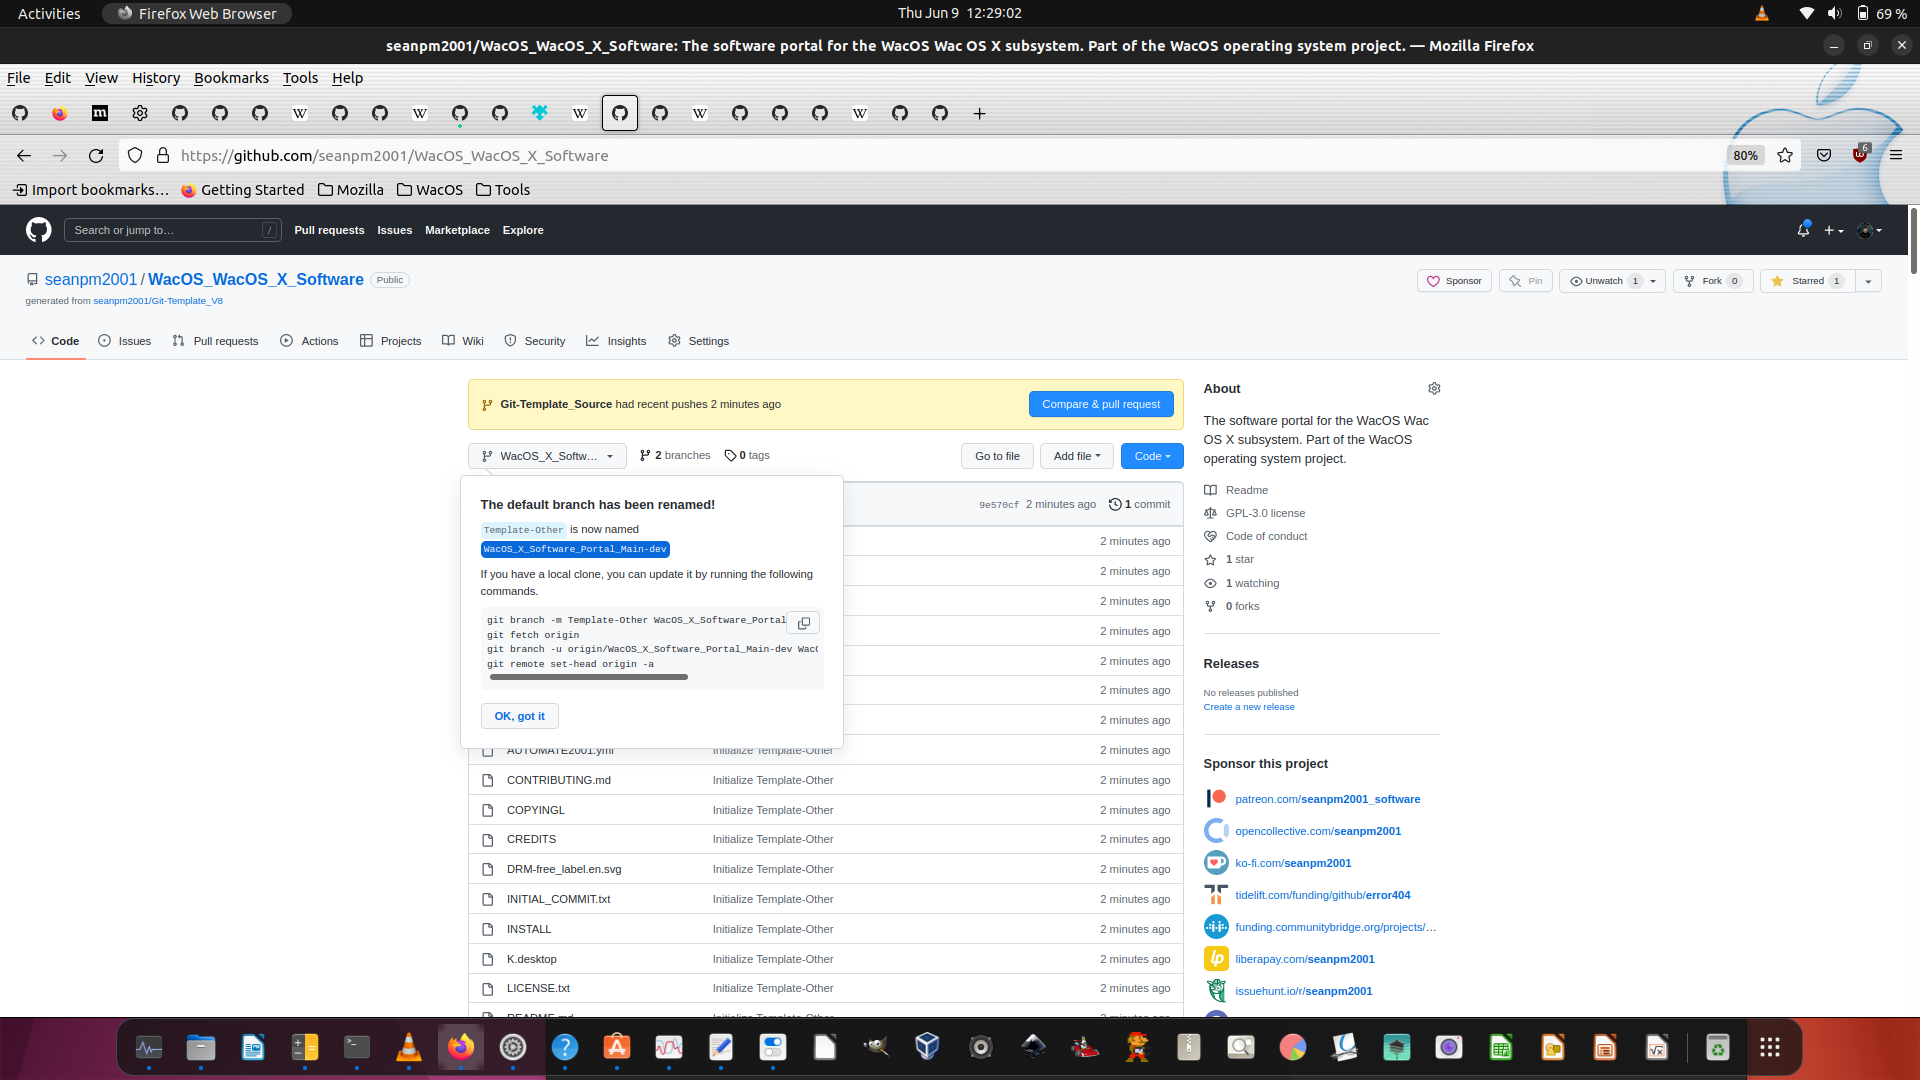 Activities
Firefox Web Browser
Thu Jun 9 12:29:02
69 %
seanpm2001/WacOS_WacOS_X_Software: The software portal for the WacOS Wac OS X subsystem. Part of the WacOS operating system project. — Mozilla Firefox
File Edit View History Bookmarks Tools Help
https://github.com/seanpm2001/WacOS_WacOS_X_Software
80%
6
Import bookmarks… Getting Started Mozilla WacOS Tools
Search or jump to… /
Pull requests Issues Marketplace Explore
seanpm2001 / WacOS_WacOS_X_Software Public
generated from seanpm2001/Git-Template_V8
Sponsor Pin Unwatch 1 Fork 0 Starred 1
Code Issues Pull requests Actions Projects Wiki Security Insights Settings
Git-Template_Source had recent pushes 2 minutes ago
Compare & pull request
WacOS_X_Softw… 2 branches 0 tags
Go to file Add file Code
The default branch has been renamed!
Template-Other is now named
WacOS_X_Software_Portal_Main-dev
If you have a local clone, you can update it by running the following
commands.
git branch -m Template-Other WacOS_X_Software_Portal
git fetch origin
git branch -u origin/WacOS_X_Software_Portal_Main-dev
git remote set-head origin -a
OK, got it
9e570cf 2 minutes ago 1 commit
2 minutes ago
2 minutes ago
2 minutes ago
2 minutes ago
2 minutes ago
2 minutes ago
2 minutes ago
AUTOMATE2001.yml Initialize Template-Other 2 minutes ago
CONTRIBUTING.md Initialize Template-Other 2 minutes ago
COPYINGL Initialize Template-Other 2 minutes ago
CREDITS Initialize Template-Other 2 minutes ago
DRM-free_label.en.svg Initialize Template-Other 2 minutes ago
INITIAL_COMMIT.txt Initialize Template-Other 2 minutes ago
INSTALL Initialize Template-Other 2 minutes ago
K.desktop Initialize Template-Other 2 minutes ago
LICENSE.txt Initialize Template-Other 2 minutes ago
README.md Initialize Template-Other 2 minutes ago
About
The software portal for the WacOS Wac
OS X subsystem. Part of the WacOS
operating system project.
Readme
GPL-3.0 license
Code of conduct
1 star
1 watching
0 forks
Releases
No releases published
Create a new release
Sponsor this project
patreon.com/seanpm2001_software
opencollective.com/seanpm2001
ko-fi.com/seanpm2001
tidelift.com/funding/github/error404
funding.communitybridge.org/projects/…
liberapay.com/seanpm2001
issuehunt.io/r/seanpm2001